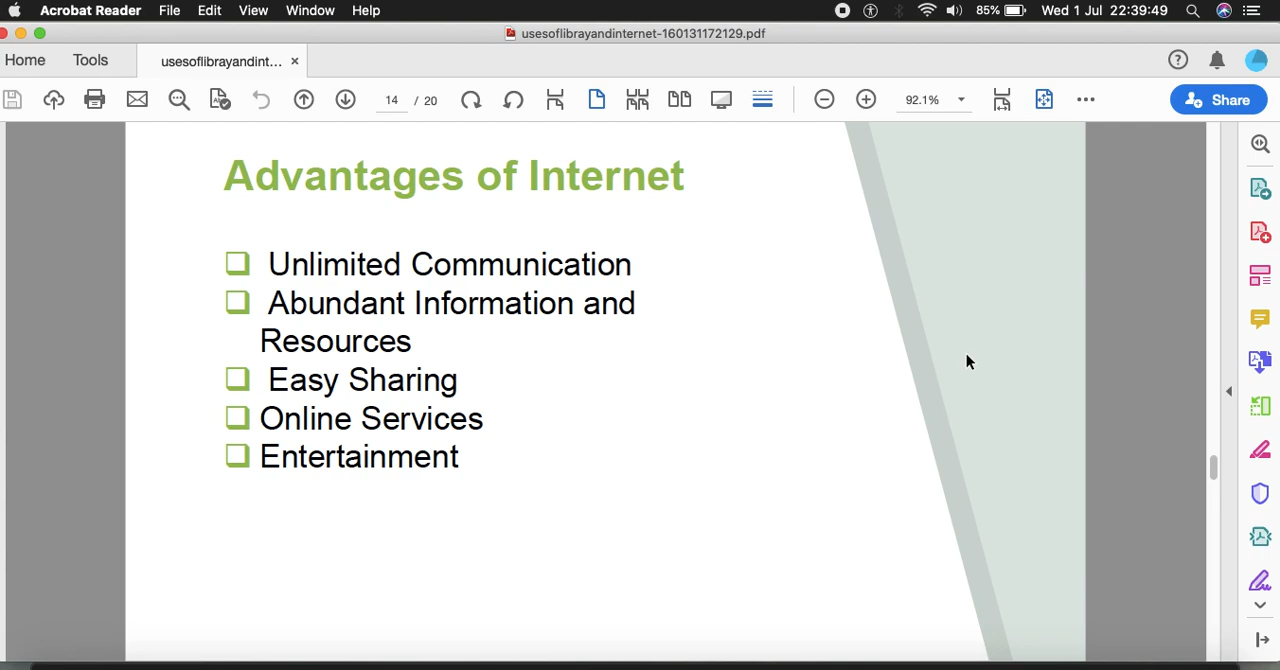 Acrobat Reader File Edit View Window Help 85% Wed 1 Jul 22:39:49
usesoflibrayandinternet-160131172129.pdf
Home Tools usesoflibrayandint... ×
14 / 20 92.1% Share
Advantages of Internet
Unlimited Communication
Abundant Information and
Resources
Easy Sharing
Online Services
Entertainment